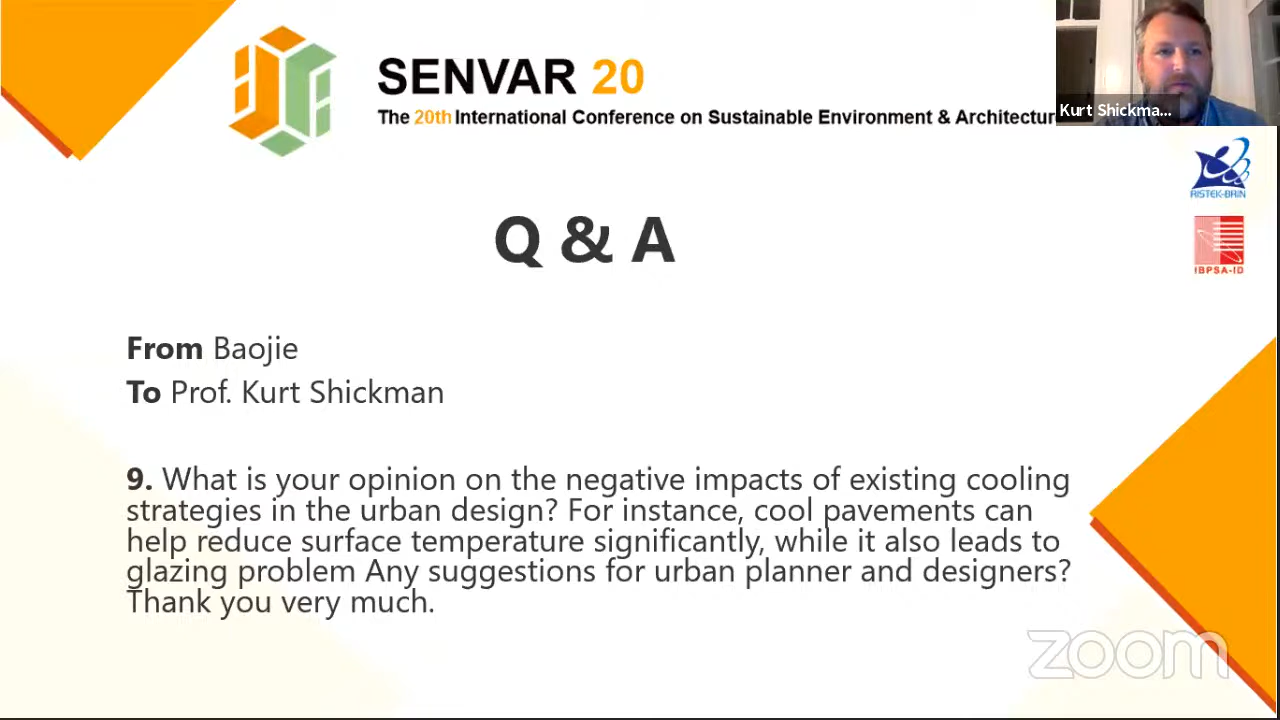 SENVAR 20
The 20th International Conference on Sustainable Environment & Architecture
Kurt Shickma...
RISTEK-BRIN
IBPSA-ID
Q & A
From Baojie
To Prof. Kurt Shickman
9. What is your opinion on the negative impacts of existing cooling
strategies in the urban design? For instance, cool pavements can
help reduce surface temperature significantly, while it also leads to
glazing problem Any suggestions for urban planner and designers?
Thank you very much.
zoom